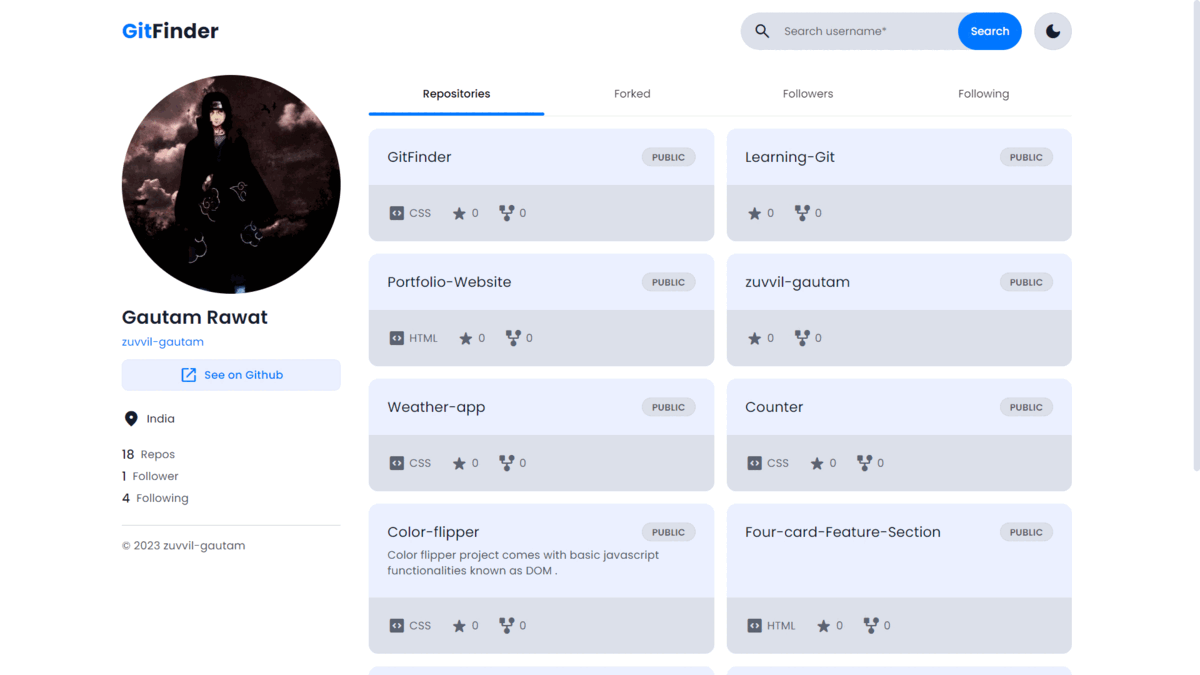 GitFinder
Search username*
Search
Gautam Rawat
zuvvil-gautam
See on Github
India
18 Repos
1 Follower
4 Following
© 2023 zuvvil-gautam
Repositories Forked Followers Following
GitFinder PUBLIC
CSS 0 0
Learning-Git PUBLIC
0 0
Portfolio-Website PUBLIC
HTML 0 0
zuvvil-gautam PUBLIC
0 0
Weather-app PUBLIC
CSS 0 0
Counter PUBLIC
CSS 0 0
Color-flipper PUBLIC
Color flipper project comes with basic javascript
functionalities known as DOM .
CSS 0 0
Four-card-Feature-Section PUBLIC
HTML 0 0